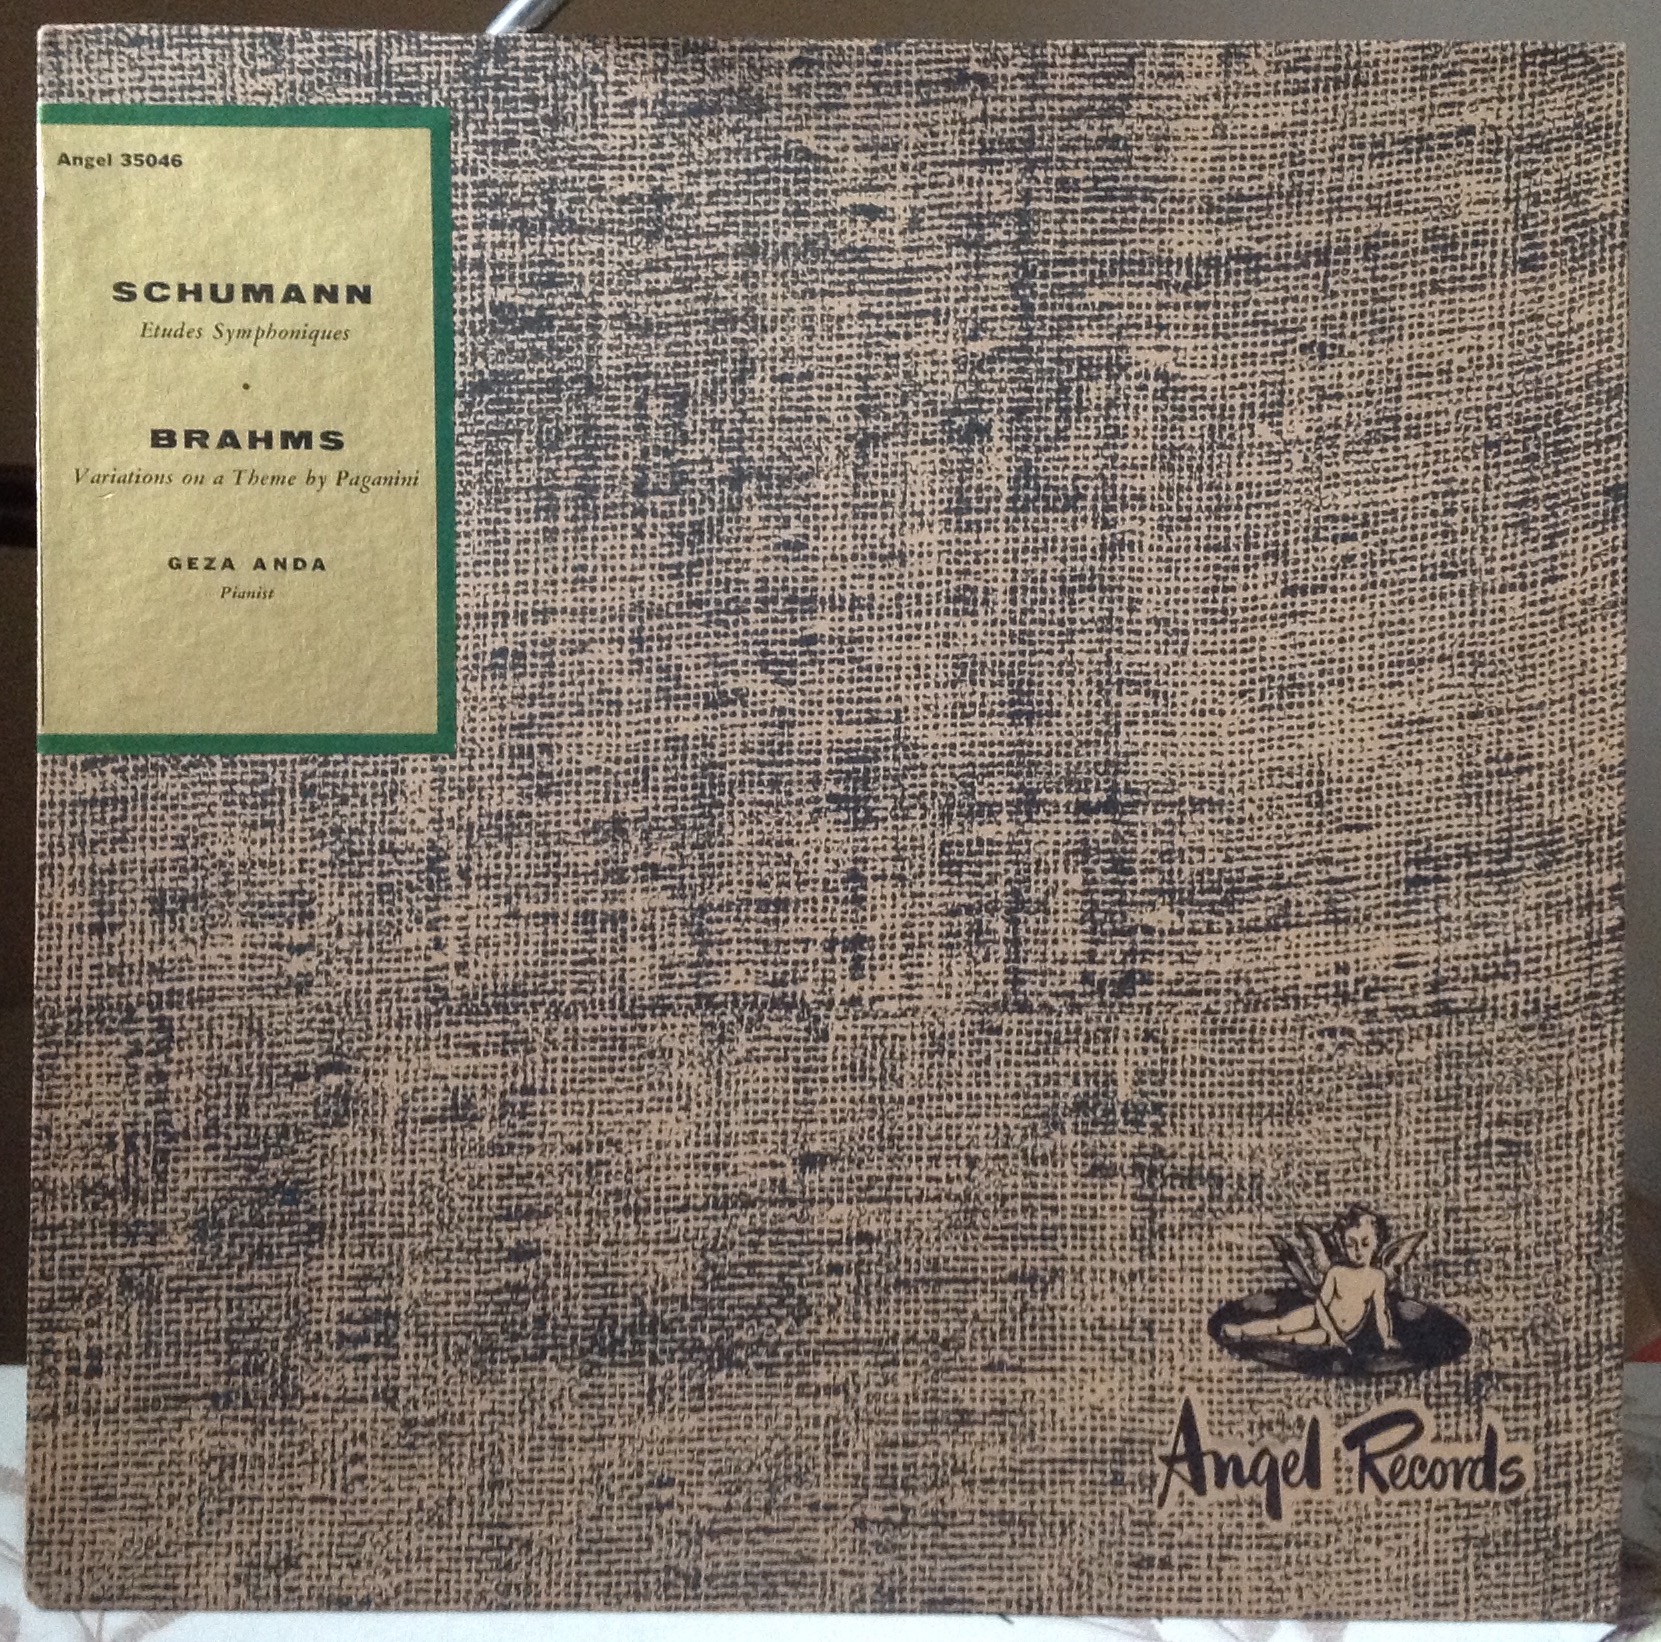 Angel 35046
SCHUMANN
Etudes Symphoniques
•
BRAHMS
Variations on a Theme by Paganini
GEZA ANDA
Pianist
Angel Records